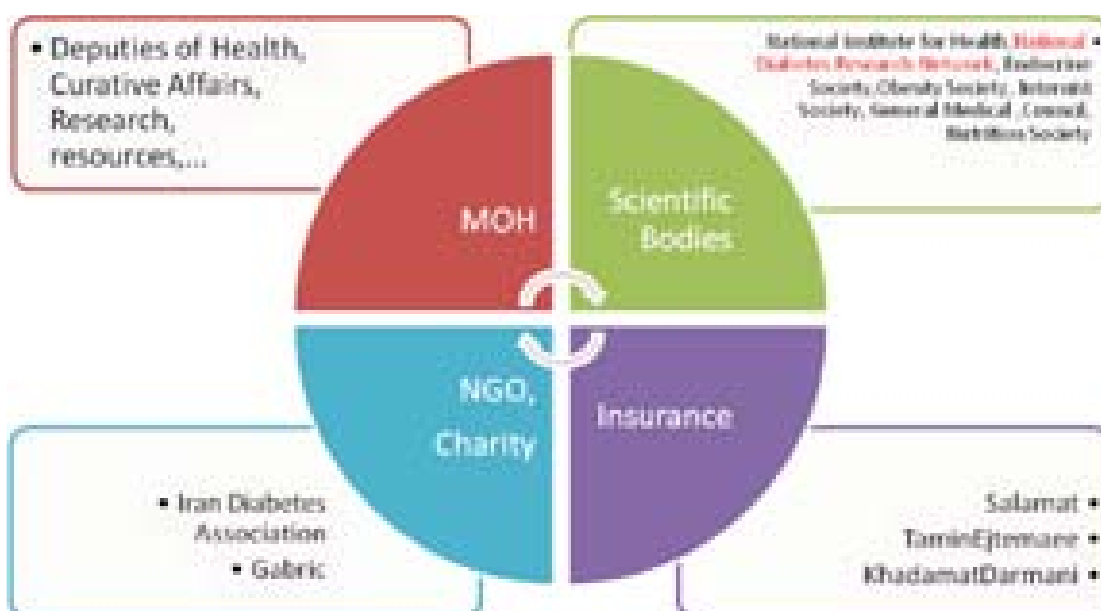 • Deputies of Health,
Curative Affairs,
Research,
resources,...
National Institute for Health, National •
Diabetes Research Network, Endocrine
Society, Obesity Society, Internist
Society, General Medical, Council,
Nutrition Society
MOH
Scientific
Bodies
NGO,
Charity
Insurance
• Iran Diabetes
Association
• Gabric
Salamat •
TaminEjtemaee •
KhadamatDarmani •